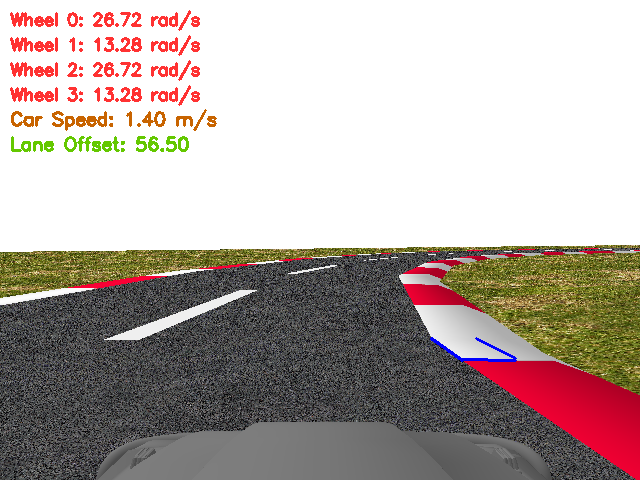 Wheel 0: 26.72 rad/s
Wheel 1: 13.28 rad/s
Wheel 2: 26.72 rad/s
Wheel 3: 13.28 rad/s
Car Speed: 1.40 m/s
Lane Offset: 56.50